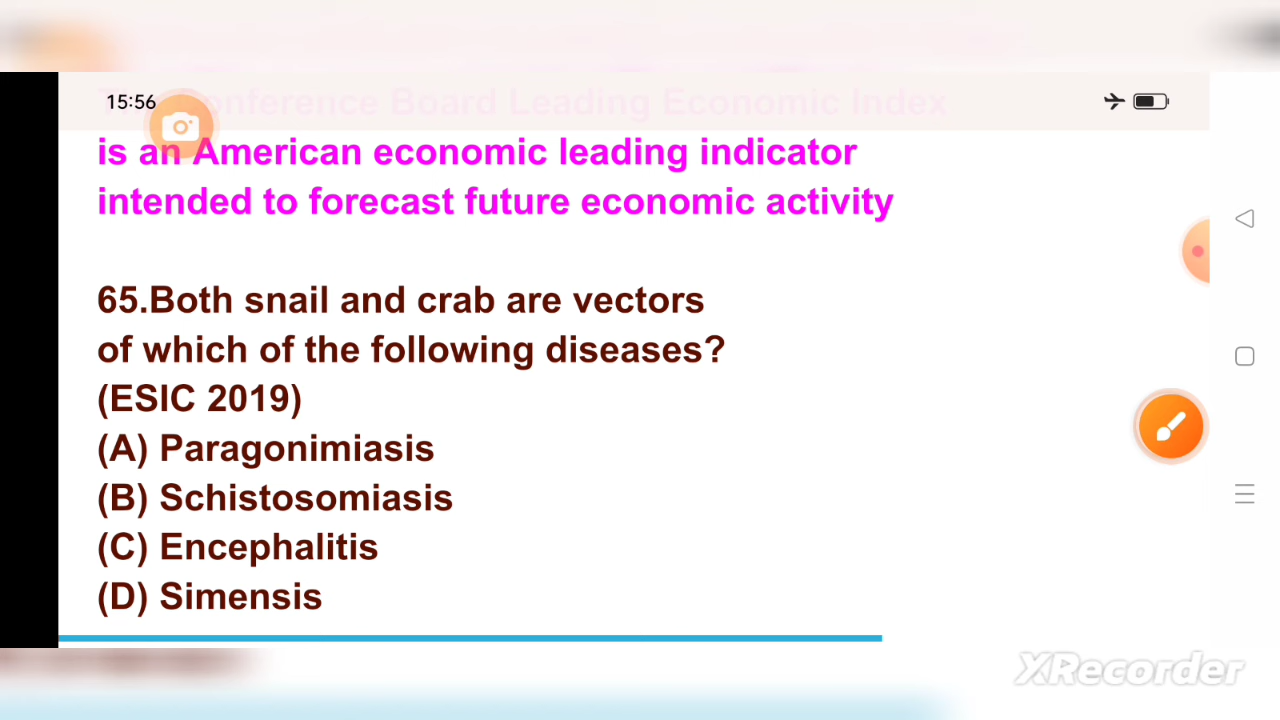 15:56
The Conference Board Leading Economic Index
is an American economic leading indicator
intended to forecast future economic activity
65.Both snail and crab are vectors
of which of the following diseases?
(ESIC 2019)
(A) Paragonimiasis
(B) Schistosomiasis
(C) Encephalitis
(D) Simensis
XRecorder